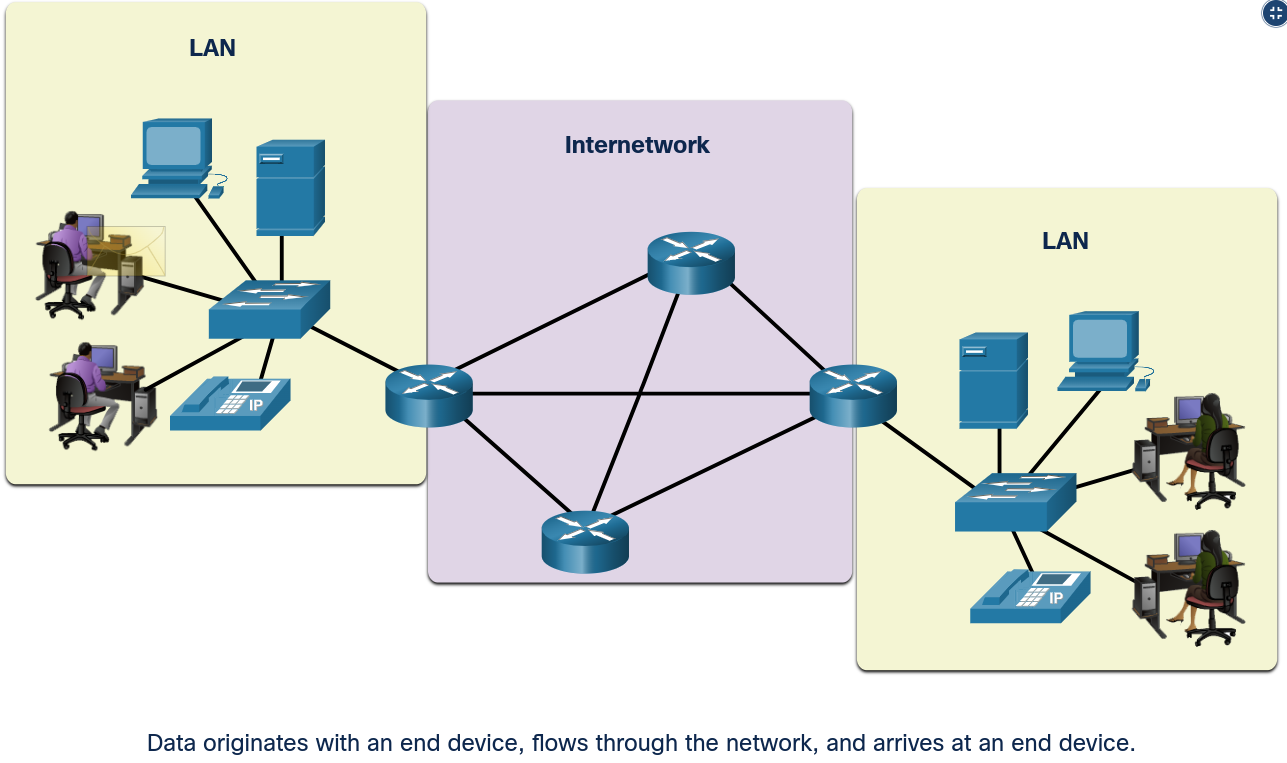 LAN
Internetwork
LAN
IP
IP
Data originates with an end device, flows through the network, and arrives at an end device.